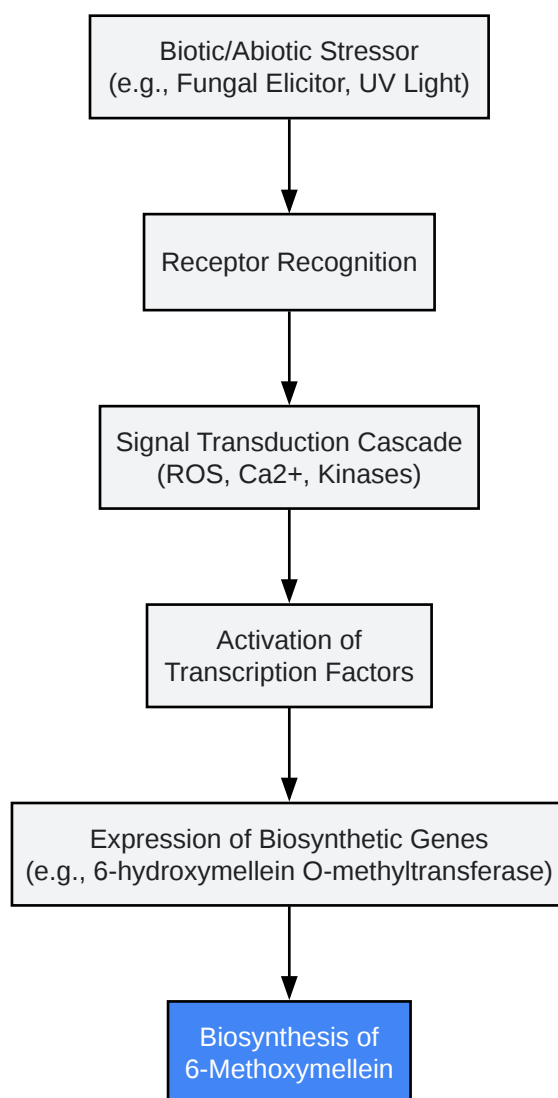 Biotic/Abiotic Stressor
(e.g., Fungal Elicitor, UV Light)
Receptor Recognition
Signal Transduction Cascade
(ROS, Ca2+, Kinases)
Activation of
Transcription Factors
Expression of Biosynthetic Genes
(e.g., 6-hydroxymellein O-methyltransferase)
Biosynthesis of
6-Methoxymellein